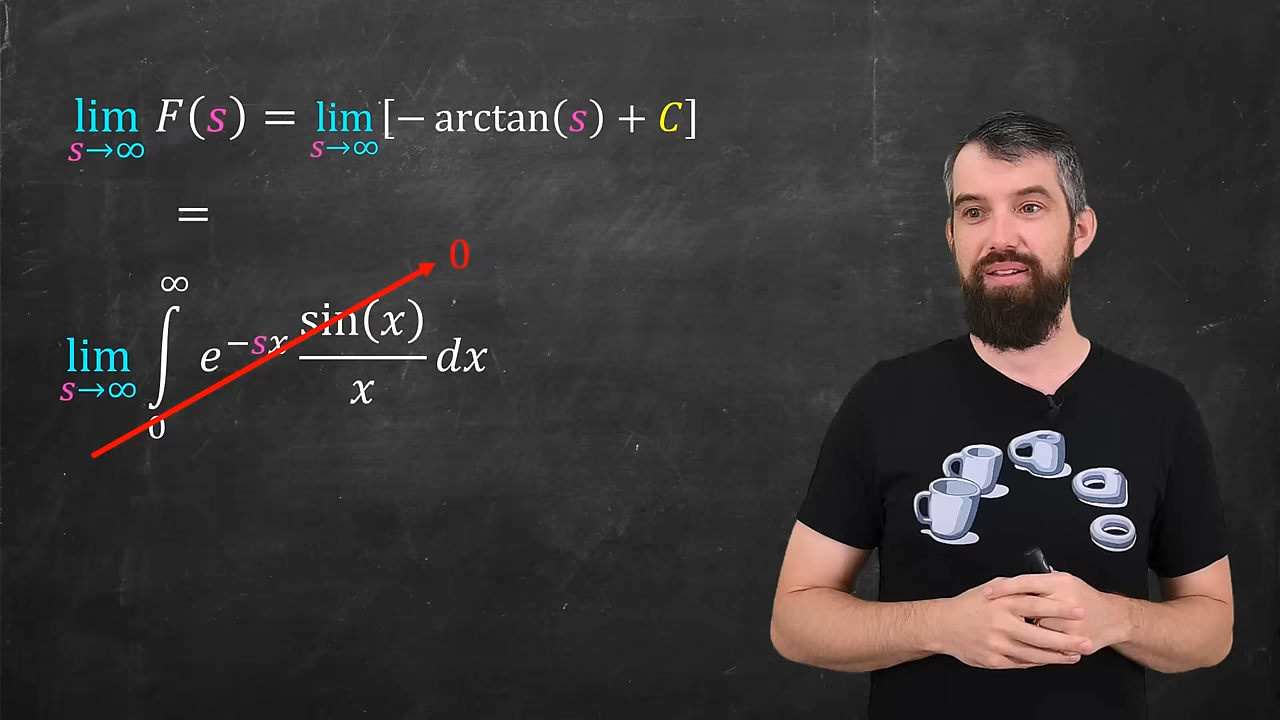 lim s→∞ F(s) = lim s→∞ [− arctan(s) + C]
=
lim s→∞ ∫₀^∞ e^{−sx} sin(x)/x dx
0